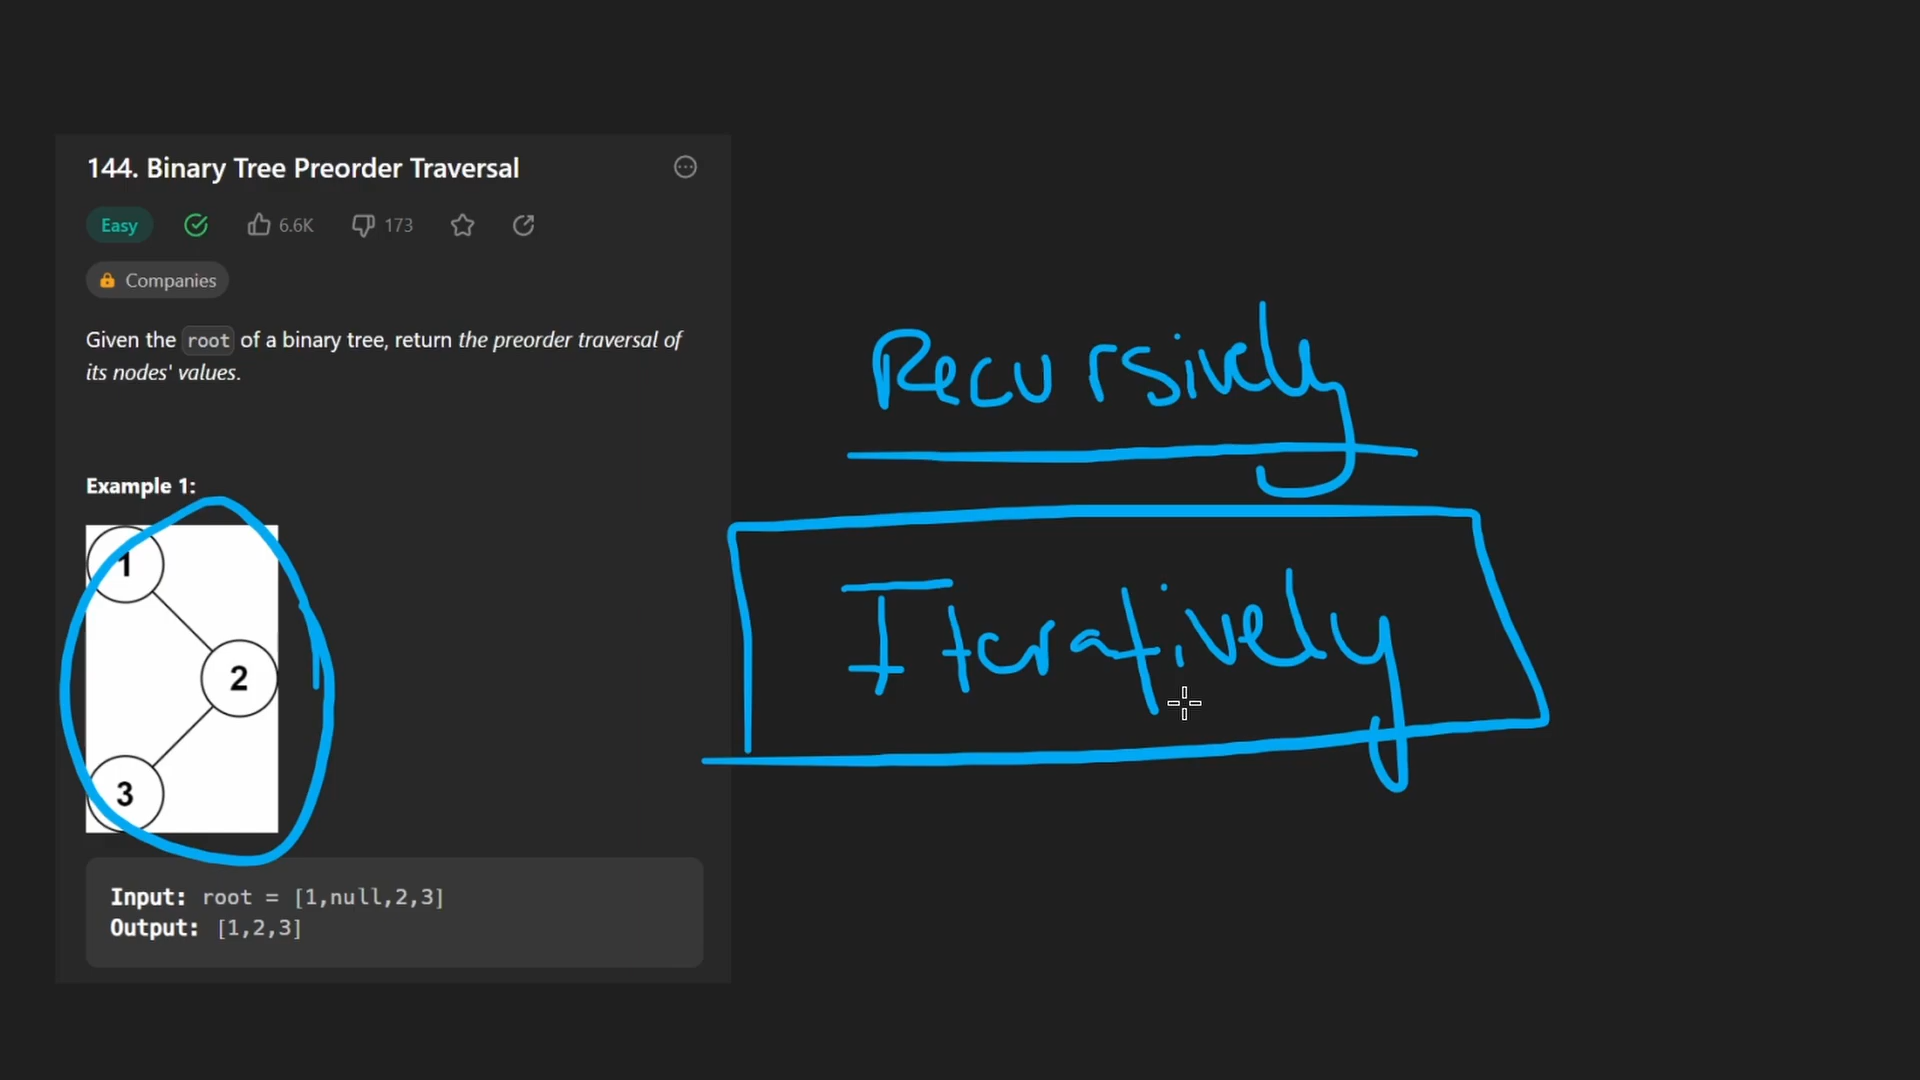 144. Binary Tree Preorder Traversal
Easy 6.6K 173
Companies
Given the root of a binary tree, return the preorder traversal of
its nodes' values.
Example 1:
1
2
3
Input: root = [1,null,2,3]
Output: [1,2,3]
Recursively
Iteratively